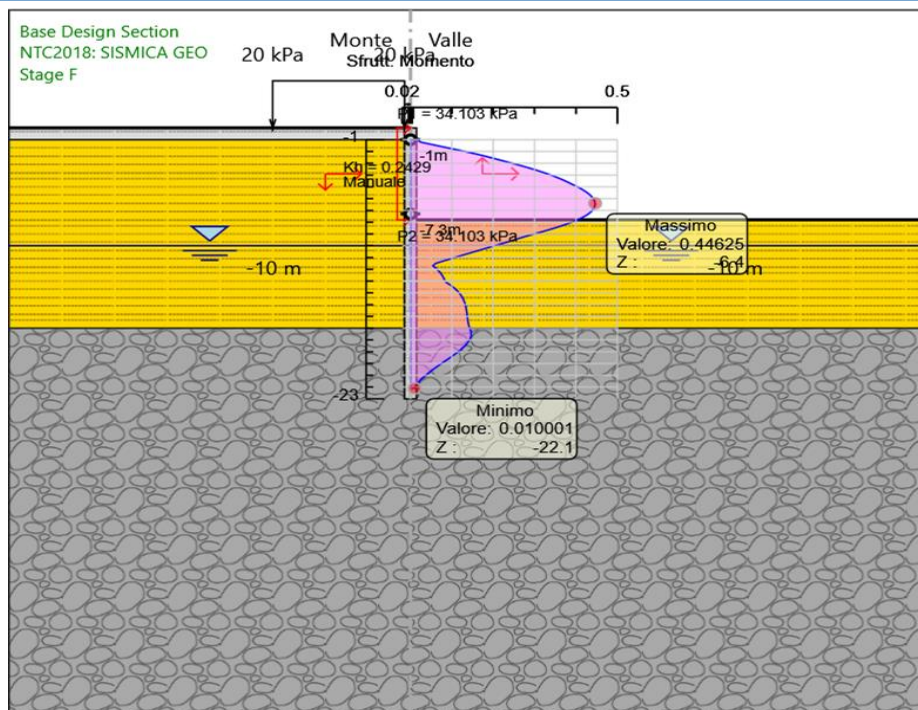 Base Design Section
NTC2018: SISMICA GEO
Stage F
Monte Valle
20 kPa 20 kPa
Sfrutt. Momento
0.02 0.5
P1 = 34.103 kPa
-1
-1m
Kh = 0.2429
Manuale
-7.3m
P2 = 34.103 kPa
Massimo
Valore: 0.44625
Z : -6.4
-10 m -10 m
-23
Minimo
Valore: 0.010001
Z : -22.1